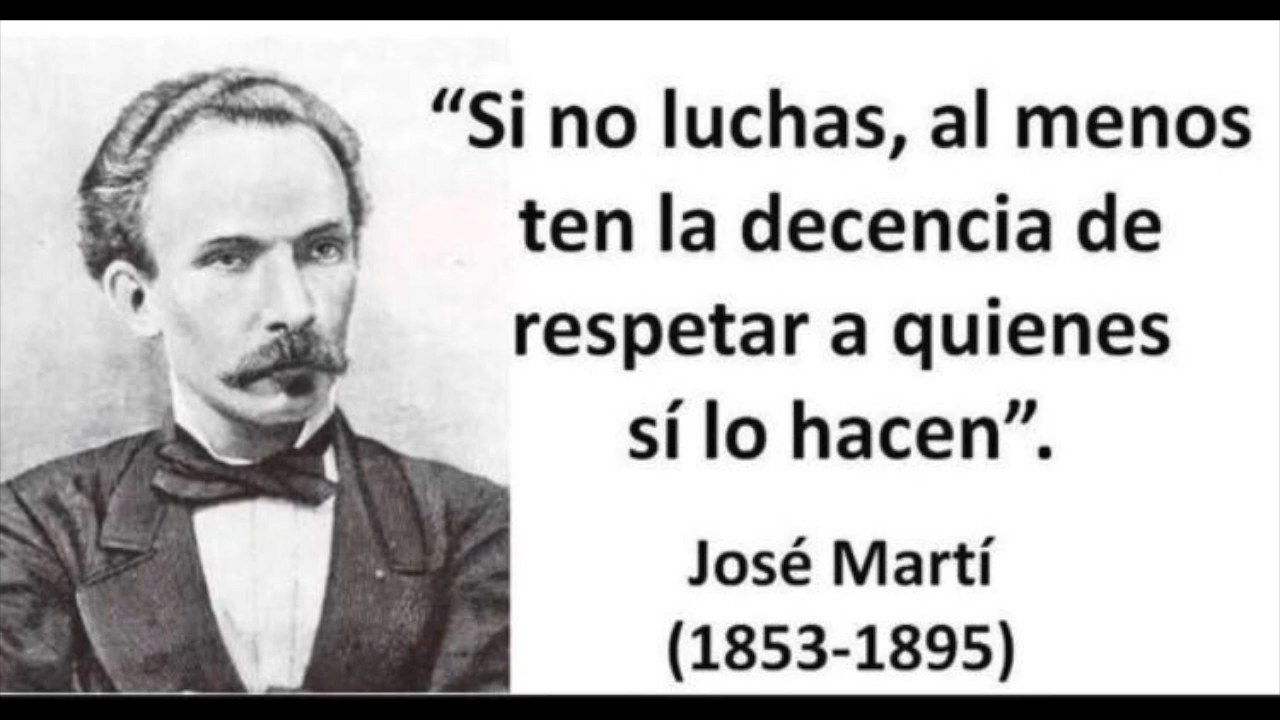 “Si no luchas, al menos
ten la decencia de
respetar a quienes
sí lo hacen”.
José Martí
(1853-1895)